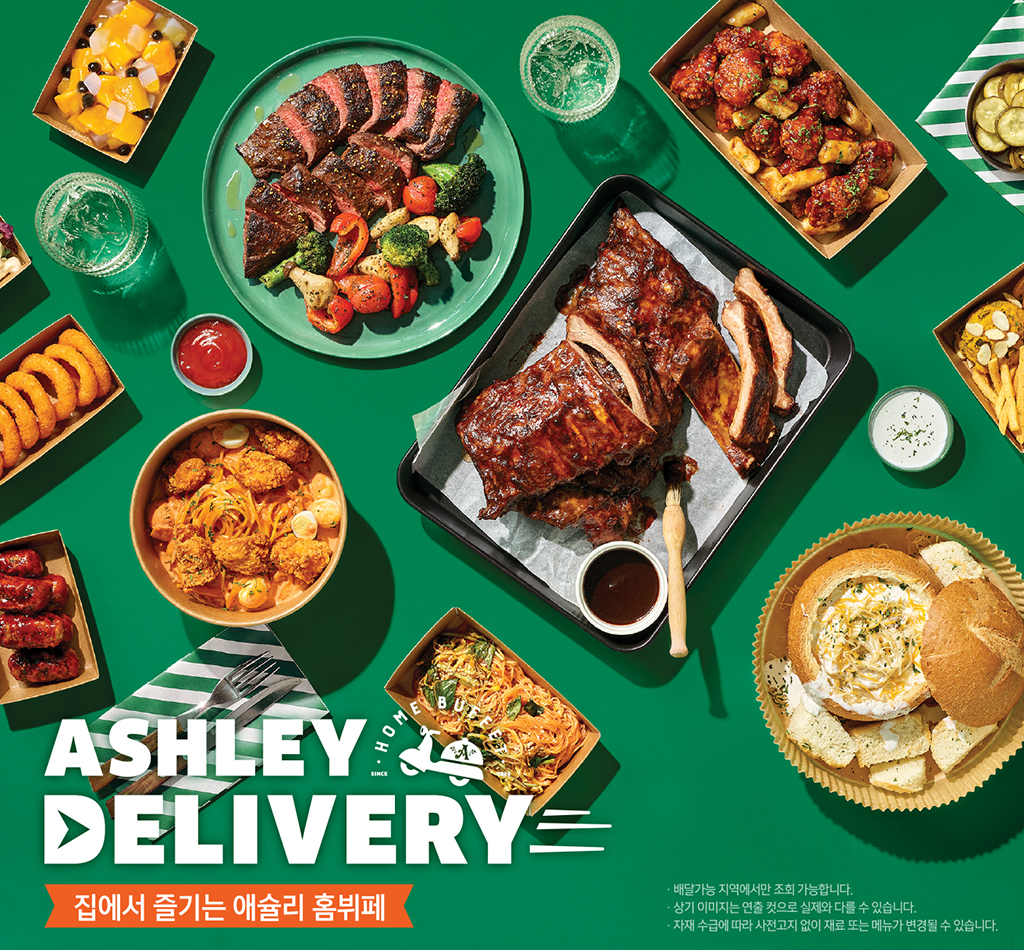 HOME BUFFET
SINCE
ASHLEY
DELIVERY
집에서 즐기는 애슐리 홈뷔페
· 배달가능 지역에서만 조회 가능합니다.
· 상기 이미지는 연출 컷으로 실제와 다를 수 있습니다.
· 자재 수급에 따라 사전고지 없이 재료 또는 메뉴가 변경될 수 있습니다.